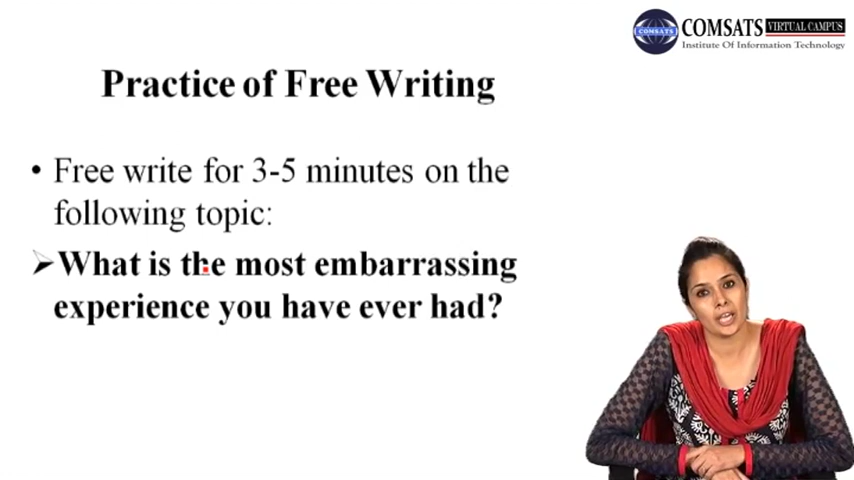 COMSATS VIRTUAL CAMPUS
COMSATS
Institute Of Information Technology
Practice of Free Writing
• Free write for 3-5 minutes on the
following topic:
➢What is the most embarrassing
experience you have ever had?